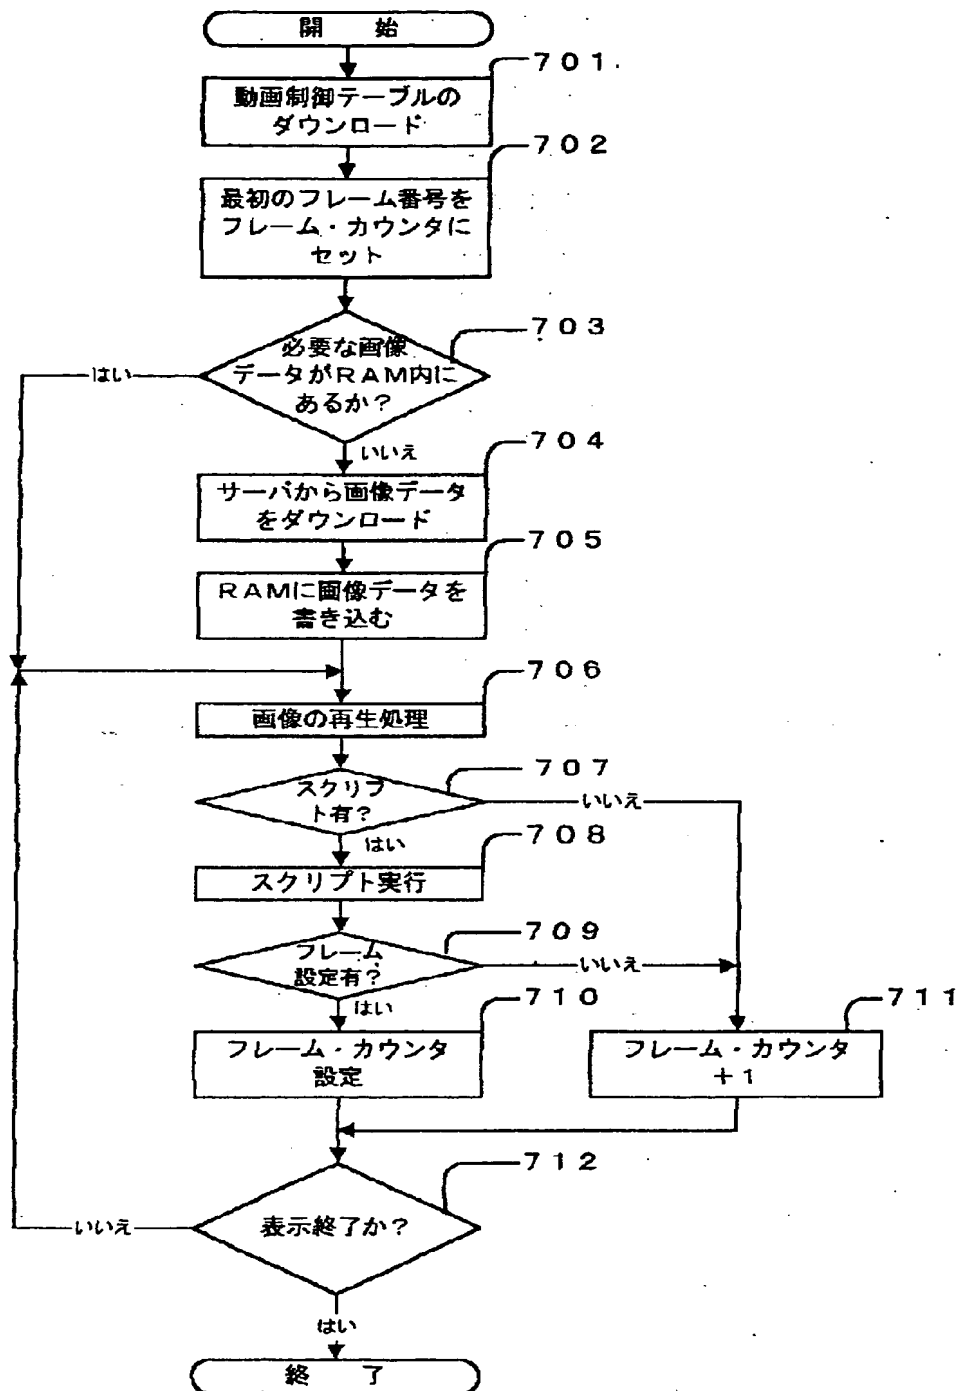 開 始
701
動画制御テーブルの
ダウンロード
702
最初のフレーム番号を
フレーム・カウンタに
セット
703
必要な画像
データがRAM内に
あるか？
はい
いいえ
704
サーバから画像データ
をダウンロード
705
RAMに画像データを
書き込む
706
画像の再生処理
707
スクリプ
ト有？
いいえ
はい
708
スクリプト実行
709
フレーム
設定有？
いいえ
はい
710
フレーム・カウンタ
設定
711
フレーム・カウンタ
＋1
712
表示終了か？
いいえ
はい
終 了